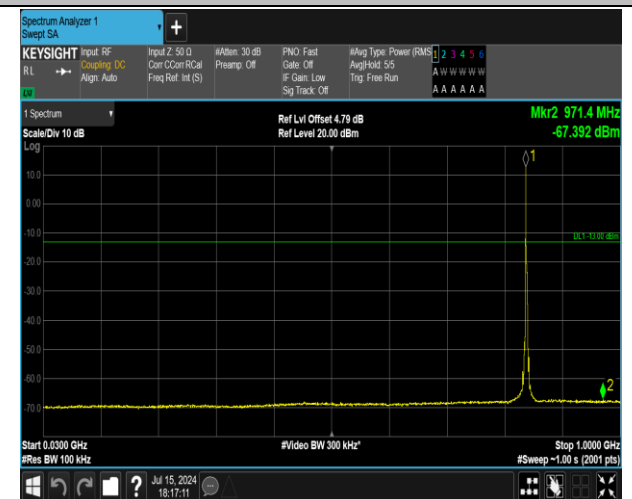 Spectrum Analyzer 1
Swept SA
+
KEYSIGHT Input: RF Input Z: 50 Ω #Atten: 30 dB PNO: Fast #Avg Type: Power (RMS 1 2 3 4 5 6
RL Coupling: DC Corr CCorr RCal Preamp: Off Gate: Off Avg|Hold: 5/5 A W W W W W
Align: Auto Freq Ref: Int (S) IF Gain: Low Trig: Free Run
Sig Track: Off A A A A A A
1 Spectrum Ref Lvl Offset 4.79 dB Mkr2 971.4 MHz
Scale/Div 10 dB Ref Level 20.00 dBm -67.392 dBm
Log
1
10.0
0.00
-10.0
DL1 -13.00 dBm
-20.0
-30.0
-40.0
-50.0
-60.0
2
-70.0
Start 0.0300 GHz #Video BW 300 kHz* Stop 1.0000 GHz
#Res BW 100 kHz #Sweep ~1.00 s (2001 pts)
? Jul 15, 2024
18:17:11